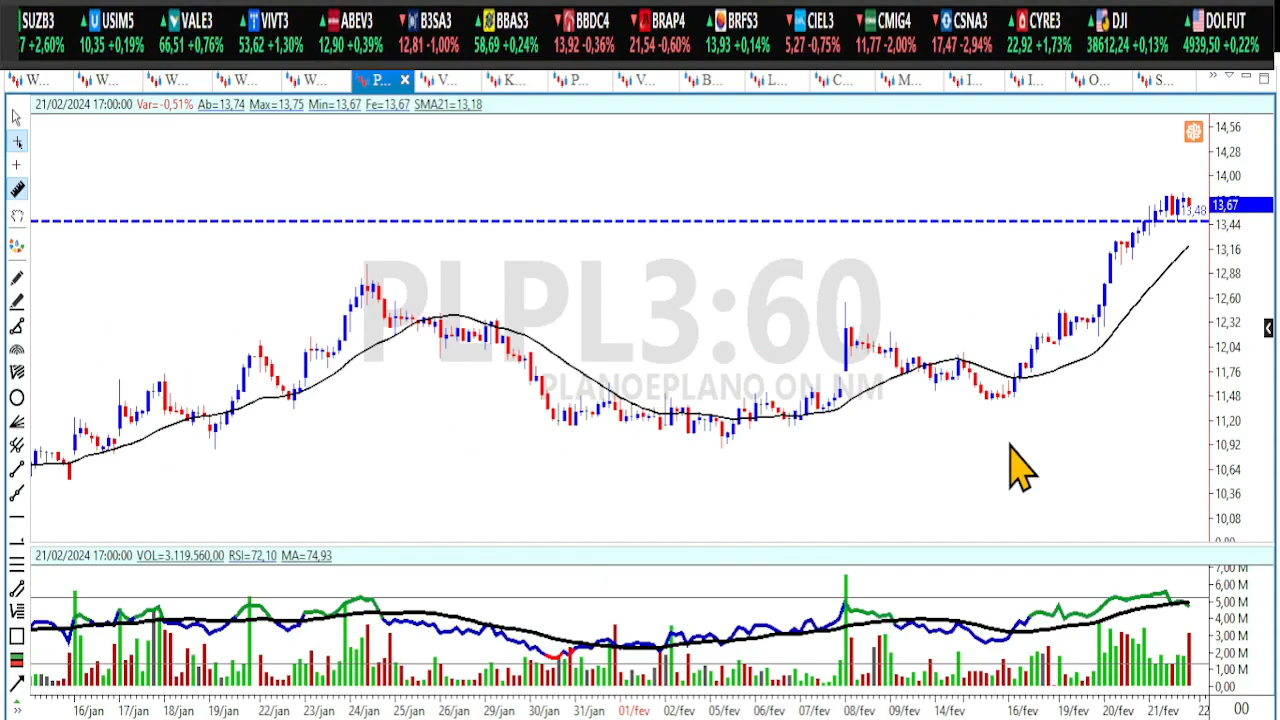 SUZB3 USIM5 VALE3 VIVT3 ABEV3 B3SA3 BBAS3 BBDC4 BRAP4 BRFS3 CIEL3 CMIG4 CSNA3 CYRE3 DJI DOLFUT
7 +2,60% 10,35 +0,19% 66,51 +0,76% 53,62 +1,30% 12,90 +0,39% 12,81 -1,00% 58,69 +0,24% 13,92 -0,36% 21,54 -0,60% 13,93 +0,14% 5,27 -0,75% 11,77 -2,00% 17,47 -2,94% 22,92 +1,73% 38612,24 +0,13% 4939,50 +0,22%
W... W... W... W... W... P... V... K... P... V... B... L... C... M... I... I... O... S...
21/02/2024 17:00:00 Var=-0,51% Ab=13,74 Max=13,75 Min=13,67 Fe=13,67 SMA21=13,18
14,56
14,28
14,00
13,67
13,48
13,44
13,16
12,88
12,60
12,32
12,04
11,76
11,48
11,20
10,92
10,64
10,36
10,08
PLPL3:60
PLANOEPLANO ON NM
21/02/2024 17:00:00 VOL=3.119.560,00 RSI=72,10 MA=74,93
7,00 M
6,00 M
5,00 M
4,00 M
3,00 M
2,00 M
1,00 M
0,00
16/jan 17/jan 18/jan 19/jan 22/jan 23/jan 24/jan 25/jan 26/jan 29/jan 30/jan 31/jan 01/fev 02/fev 05/fev 06/fev 07/fev 08/fev 09/fev 16/fev 19/fev 20/fev 21/fev 22
00